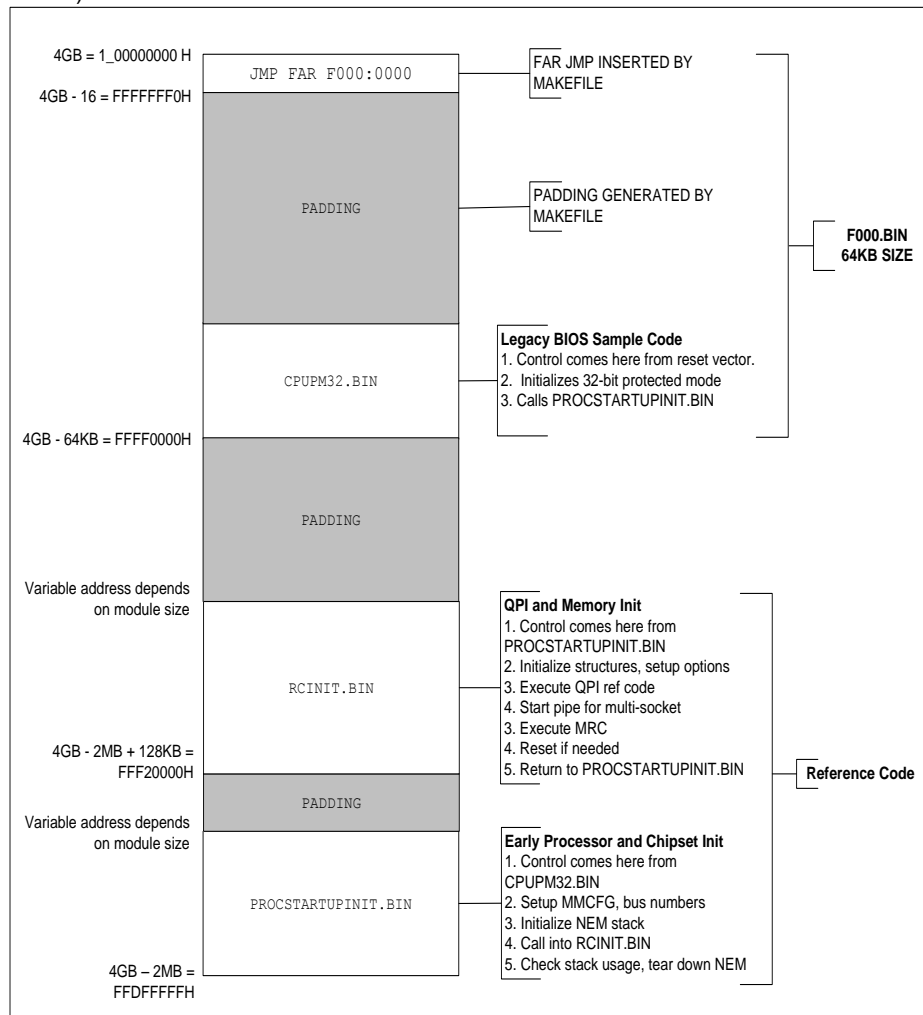 )
4GB = 1_00000000 H
JMP FAR F000:0000
FAR JMP INSERTED BY
MAKEFILE
4GB - 16 = FFFFFFF0H
PADDING
PADDING GENERATED BY
MAKEFILE
F000.BIN
64KB SIZE
CPUPM32.BIN
Legacy BIOS Sample Code
1. Control comes here from reset vector.
2. Initializes 32-bit protected mode
3. Calls PROCSTARTUPINIT.BIN
4GB - 64KB = FFFF0000H
PADDING
Variable address depends
on module size
RCINIT.BIN
QPI and Memory Init
1. Control comes here from
PROCSTARTUPINIT.BIN
2. Initialize structures, setup options
3. Execute QPI ref code
4. Start pipe for multi-socket
3. Execute MRC
4. Reset if needed
5. Return to PROCSTARTUPINIT.BIN
4GB - 2MB + 128KB =
FFF20000H
Reference Code
PADDING
Variable address depends
on module size
PROCSTARTUPINIT.BIN
Early Processor and Chipset Init
1. Control comes here from
CPUPM32.BIN
2. Setup MMCFG, bus numbers
3. Initialize NEM stack
4. Call into RCINIT.BIN
5. Check stack usage, tear down NEM
4GB – 2MB =
FFDFFFFFH